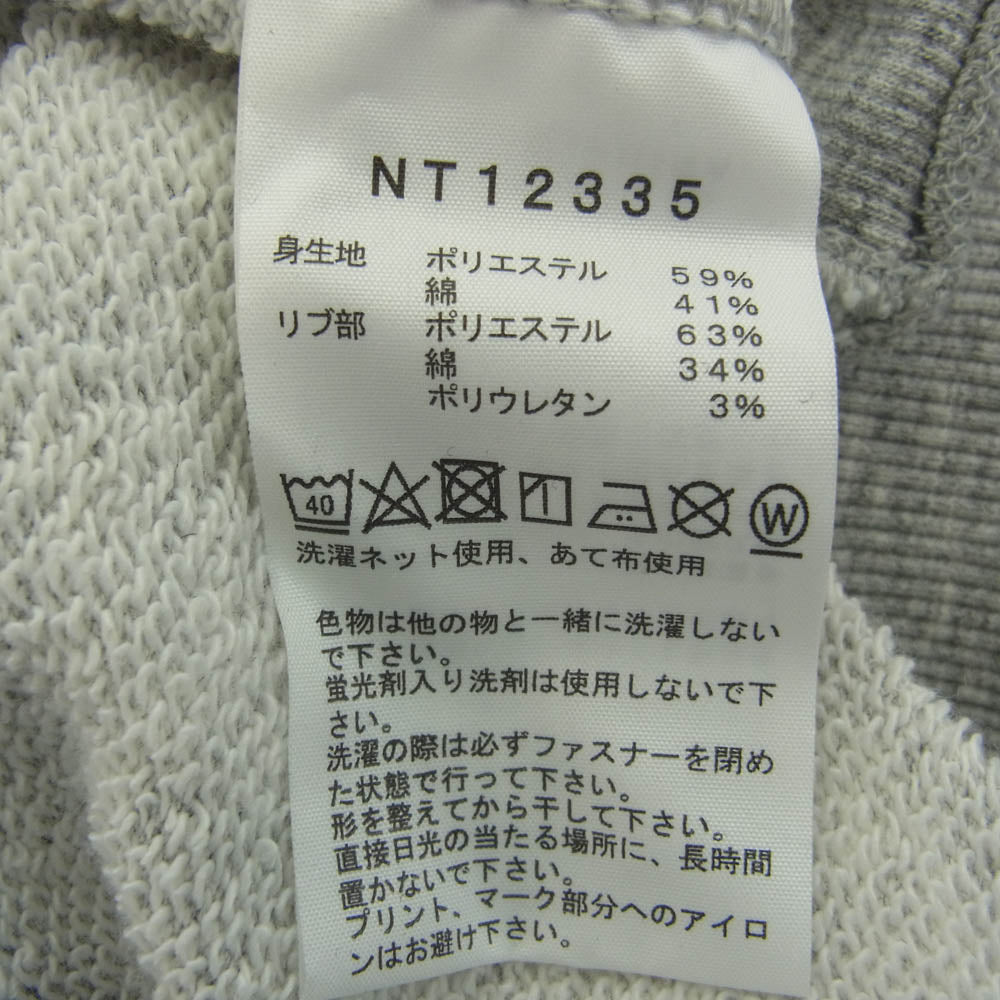 NT12335
身生地 ポリエステル 59%
綿 41%
リブ部 ポリエステル 63%
綿 34%
ポリウレタン 3%
40 W
洗濯ネット使用、あて布使用
色物は他の物と一緒に洗濯しない
で下さい。
蛍光剤入り洗剤は使用しないで下
さい。
洗濯の際は必ずファスナーを閉め
た状態で行って下さい。
形を整えてから干して下さい。
直接日光の当たる場所に、長時間
置かないで下さい。
プリント、マーク部分へのアイロ
ンはお避け下さい。